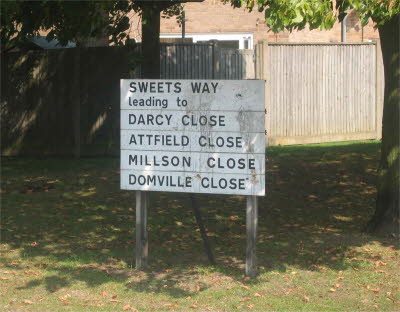 SWEETS WAY
leading to
DARCY CLOSE
ATTFIELD CLOSE
MILLSON CLOSE
DOMVILLE CLOSE